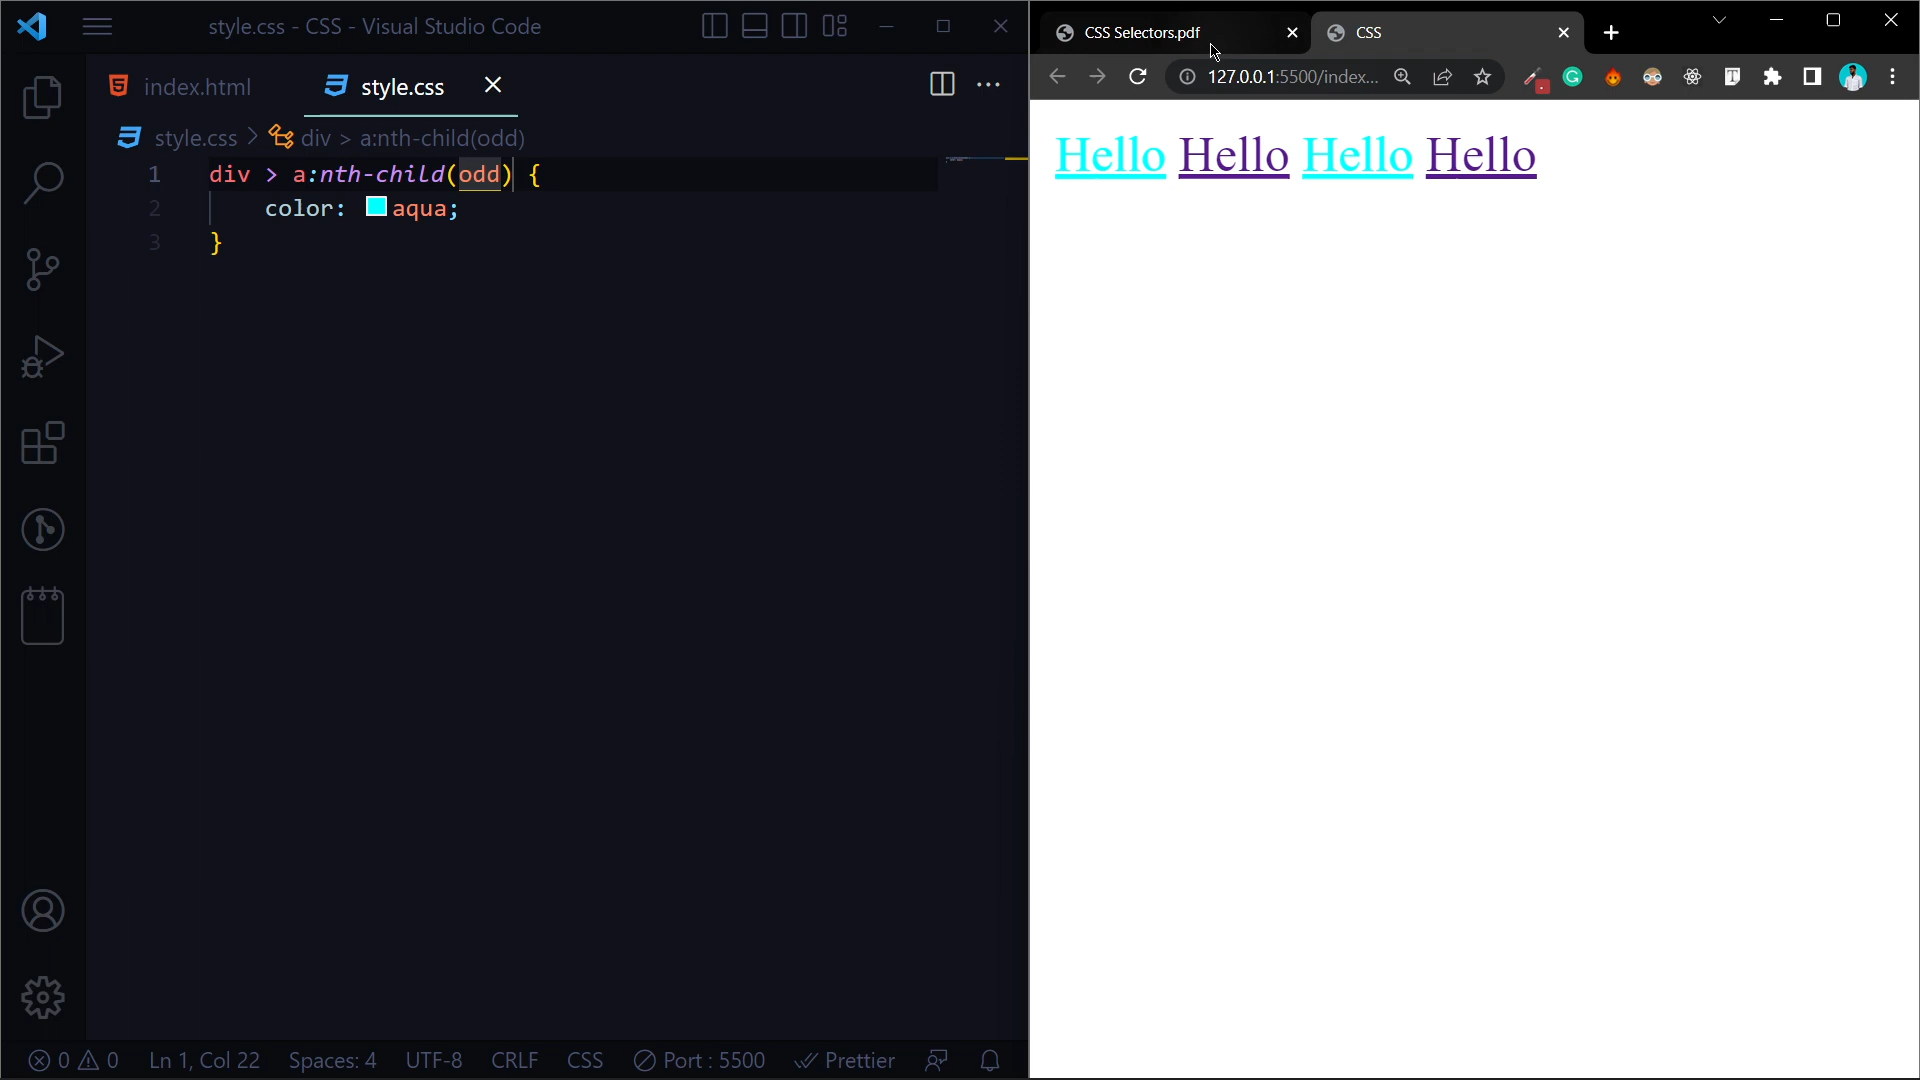 style.css - CSS - Visual Studio Code
index.html
style.css
style.css > div > a:nth-child(odd)
1 div > a:nth-child(odd) {
2 color: aqua;
3 }
0 0 Ln 1, Col 22 Spaces: 4 UTF-8 CRLF CSS Port : 5500 Prettier
CSS Selectors.pdf
CSS
127.0.0.1:5500/index...
Hello Hello Hello Hello